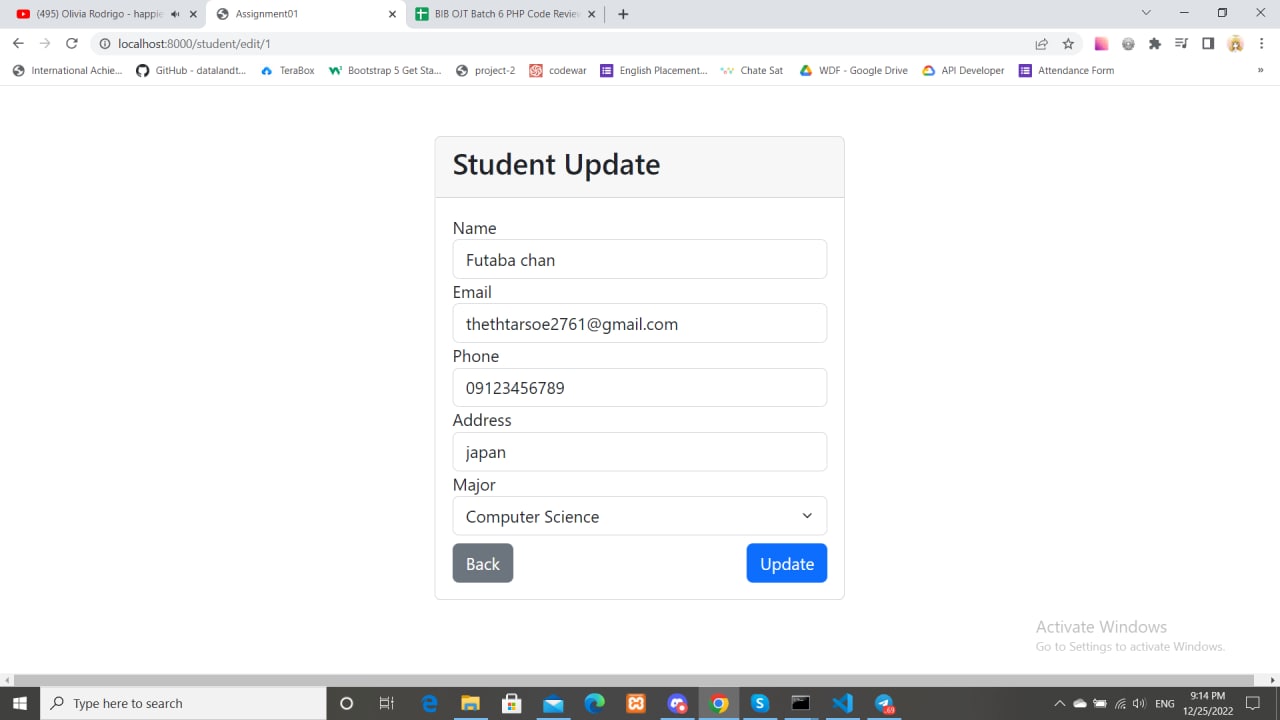 (495) Olivia Rodrigo - happie
Assignment01
BIB OJT Batch 6 PHP Code Review
localhost:8000/student/edit/1
International Achie...
GitHub - datalandt...
TeraBox
Bootstrap 5 Get Sta...
project-2
codewar
English Placement...
Chate Sat
WDF - Google Drive
API Developer
Attendance Form
»
Student Update
Name
Futaba chan
Email
thethtarsoe2761@gmail.com
Phone
09123456789
Address
japan
Major
Computer Science
Back
Update
Activate Windows
Go to Settings to activate Windows.
Type here to search
69
ENG
9:14 PM
12/25/2022